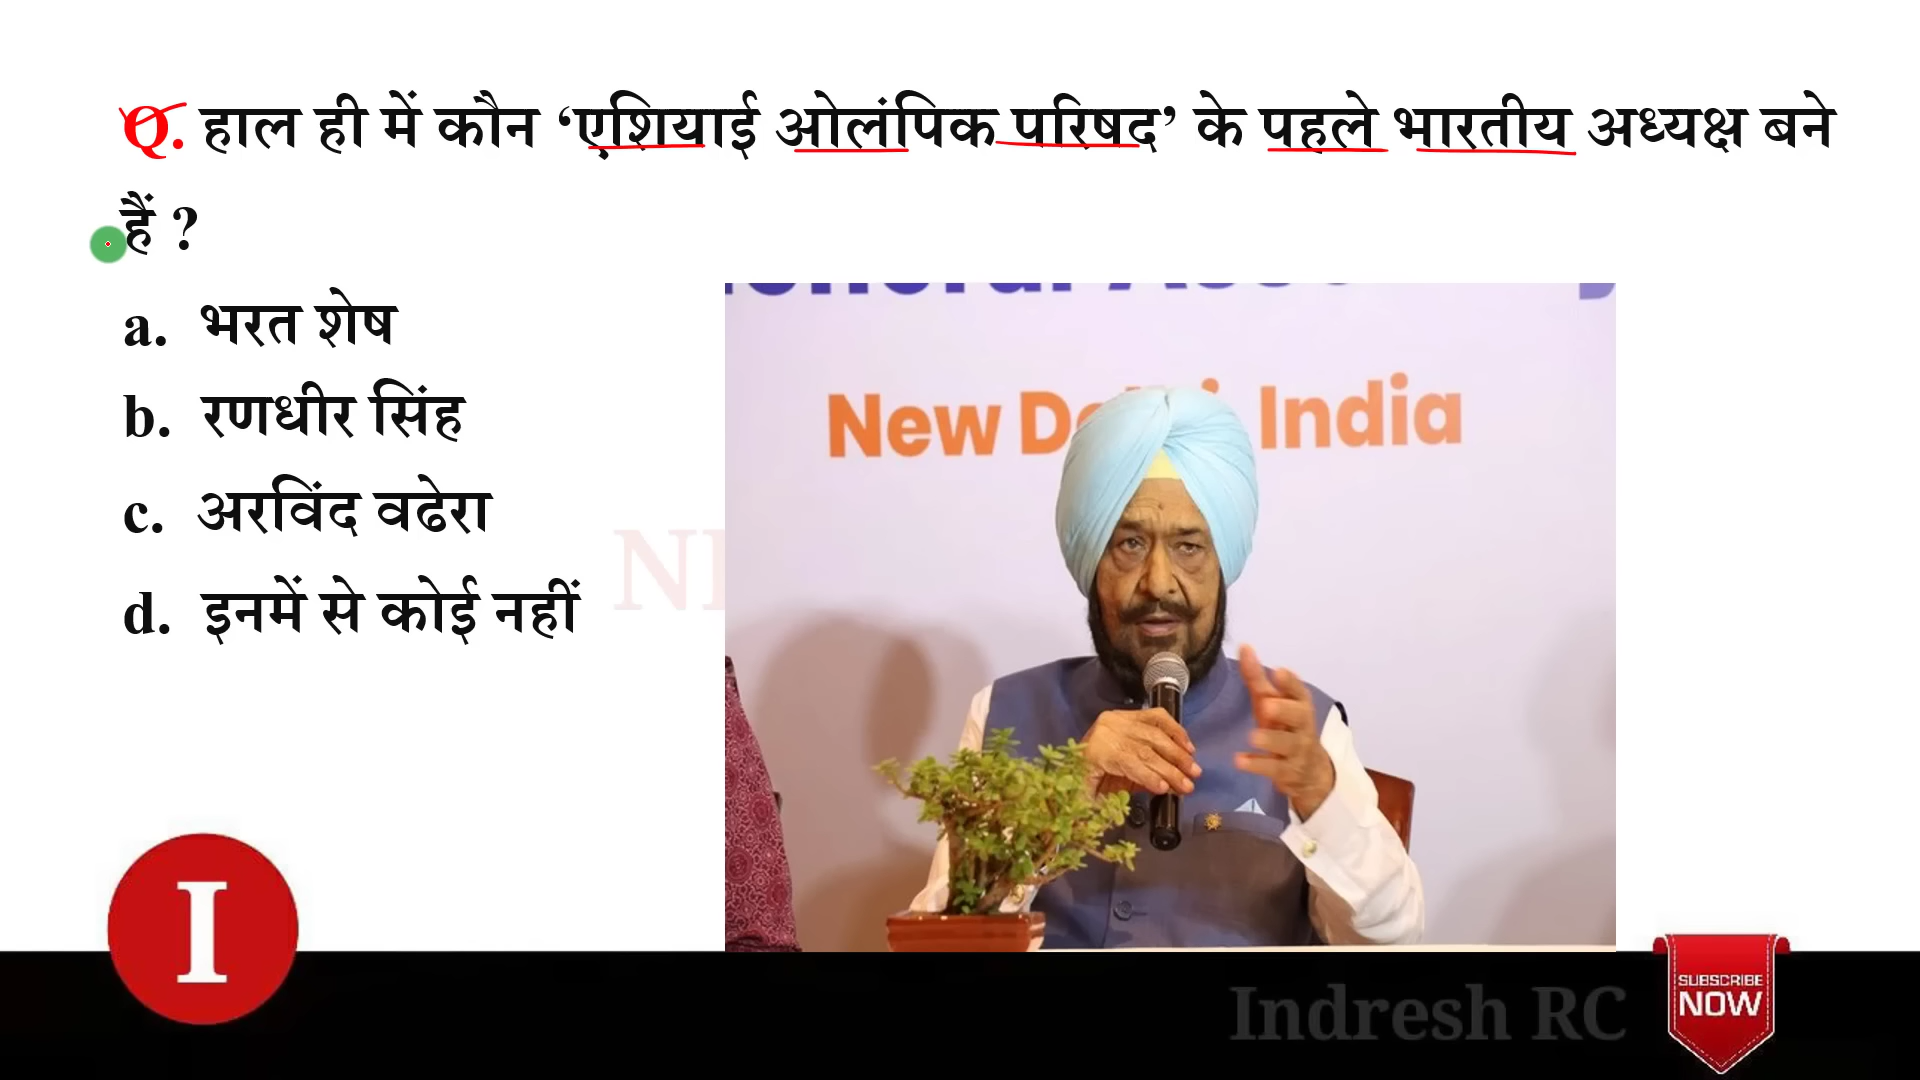 Q. हाल ही में कौन ‘एशियाई ओलंपिक परिषद’ के पहले भारतीय अध्यक्ष बने
हैं ?
a. भरत शेष
b. रणधीर सिंह
c. अरविंद वढेरा
d. इनमें से कोई नहीं
New India
I
Indresh RC
SUBSCRIBE
NOW